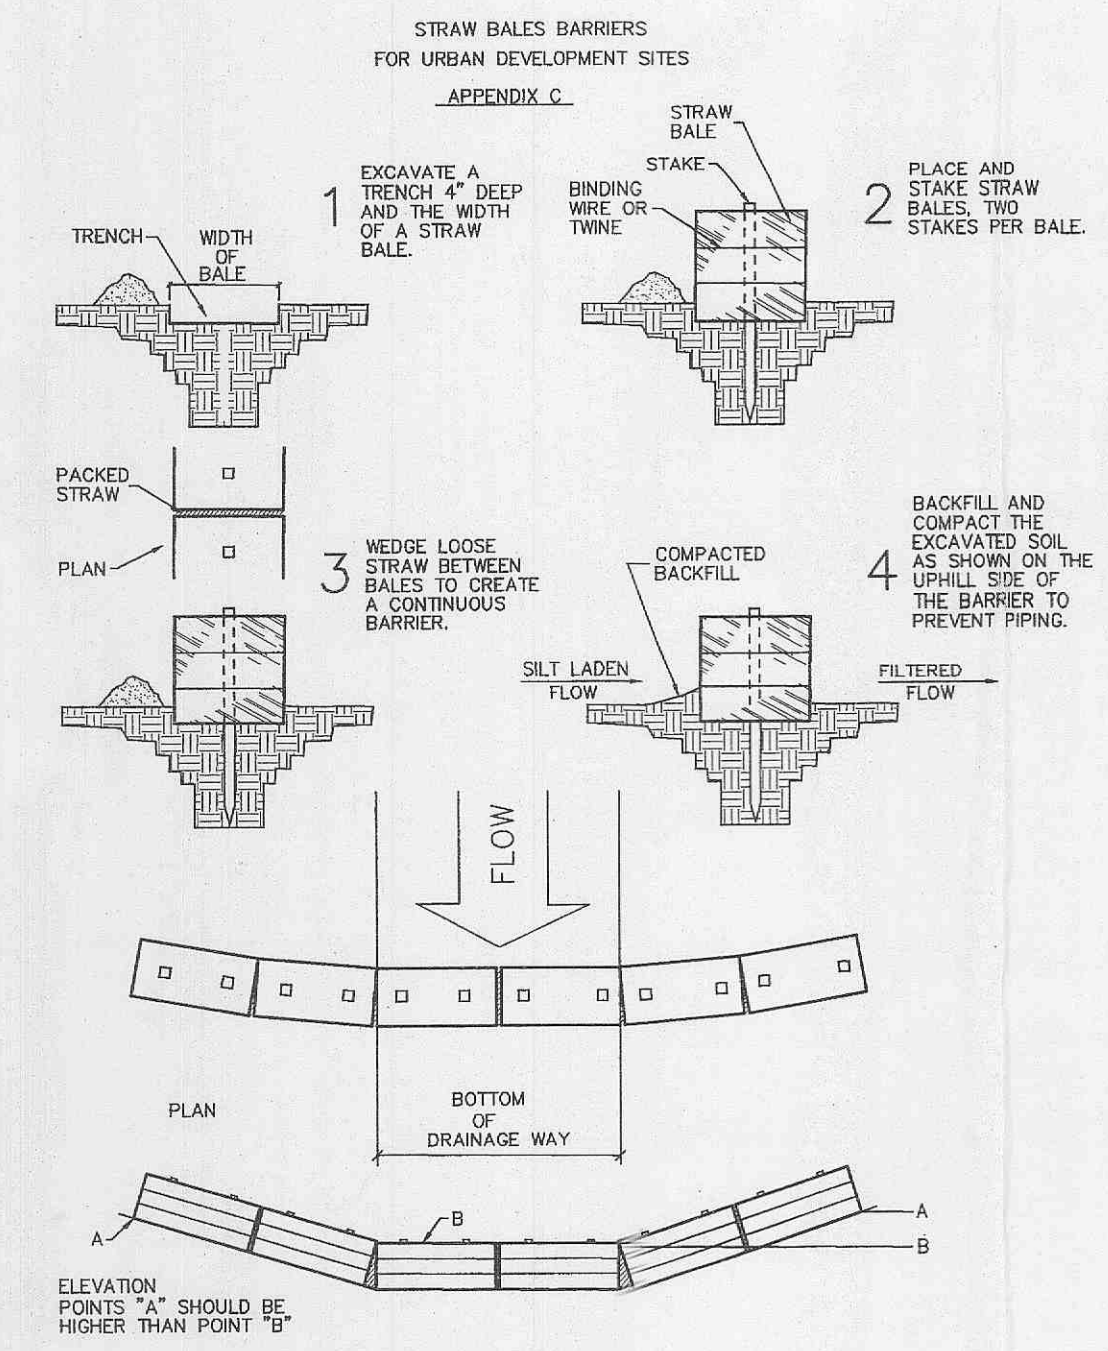 STRAW BALES BARRIERS
FOR URBAN DEVELOPMENT SITES
APPENDIX C
1
EXCAVATE A
TRENCH 4" DEEP
AND THE WIDTH
OF A STRAW
BALE.
TRENCH
WIDTH
OF
BALE
STRAW
BALE
STAKE
BINDING
WIRE OR
TWINE
2
PLACE AND
STAKE STRAW
BALES, TWO
STAKES PER BALE.
PACKED
STRAW
PLAN
3
WEDGE LOOSE
STRAW BETWEEN
BALES TO CREATE
A CONTINUOUS
BARRIER.
COMPACTED
BACKFILL
4
BACKFILL AND
COMPACT THE
EXCAVATED SOIL
AS SHOWN ON THE
UPHILL SIDE OF
THE BARRIER TO
PREVENT PIPING.
SILT LADEN
FLOW
FILTERED
FLOW
FLOW
PLAN
BOTTOM
OF
DRAINAGE WAY
A
B
A
B
ELEVATION
POINTS "A" SHOULD BE
HIGHER THAN POINT "B"